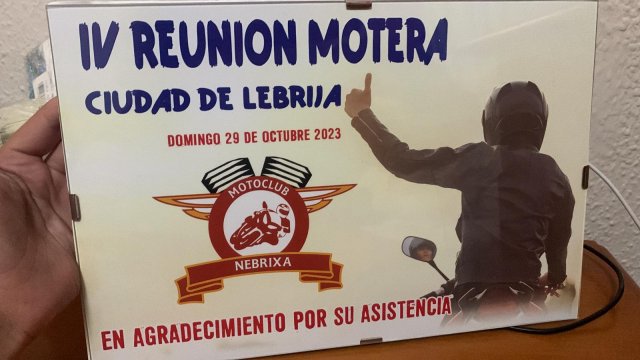 IV REUNION MOTERA
CIUDAD DE LEBRIJA
DOMINGO 29 DE OCTUBRE 2023
MOTOCLUB
NEBRIXA
EN AGRADECIMIENTO POR SU ASISTENCIA